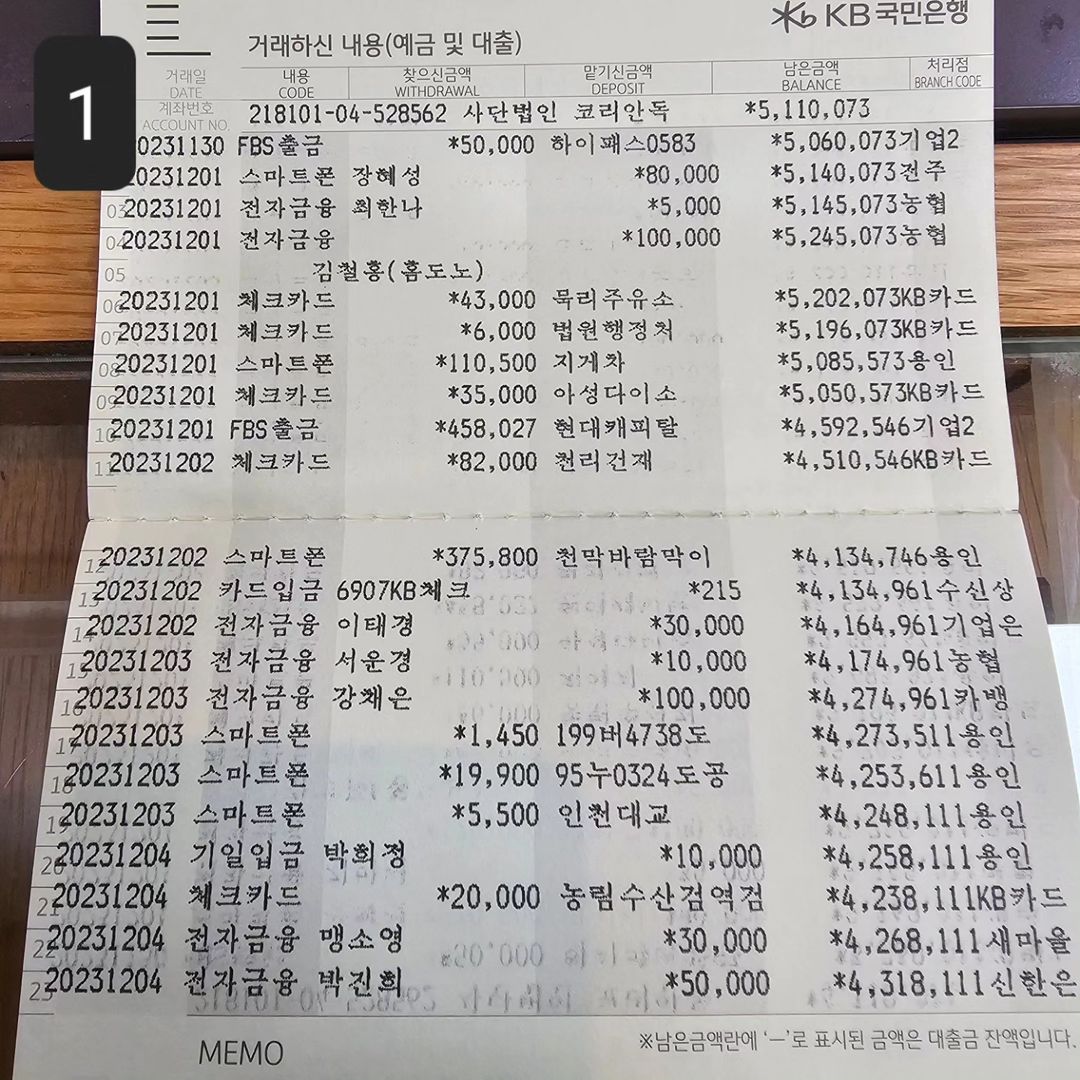 1
KB국민은행
거래하신 내용(예금 및 대출)
거래일 내용 찾으신금액 맡기신금액 남은금액 처리점
DATE CODE WITHDRAWAL DEPOSIT BALANCE BRANCH CODE
계좌번호 218101-04-528562 사단법인 코리안독 *5,110,073
ACCOUNT NO.
20231130 FBS출금 *50,000 하이패스0583 *5,060,073기업2
20231201 스마트폰 장혜성 *80,000 *5,140,073전주
03 20231201 전자금융 최한나 *5,000 *5,145,073농협
04 20231201 전자금융 *100,000 *5,245,073농협
05 김철홍(홈도노)
06 20231201 체크카드 *43,000 묵리주유소 *5,202,073KB카드
07 20231201 체크카드 *6,000 법원행정처 *5,196,073KB카드
08 20231201 스마트폰 *110,500 지게차 *5,085,573용인
09 20231201 체크카드 *35,000 아성다이소 *5,050,573KB카드
10 20231201 FBS출금 *458,027 현대캐피탈 *4,592,546기업2
11 20231202 체크카드 *82,000 천리건재 *4,510,546KB카드
12 20231202 스마트폰 *375,800 천막바람막이 *4,134,746용인
13 20231202 카드입금 6907KB체크 *215 *4,134,961수신상
14 20231202 전자금융 이태경 *30,000 *4,164,961기업은
15 20231203 전자금융 서운경 *10,000 *4,174,961농협
16 20231203 전자금융 강채은 *100,000 *4,274,961카뱅
17 20231203 스마트폰 *1,450 199버4738도 *4,273,511용인
18 20231203 스마트폰 *19,900 95누0324도공 *4,253,611용인
19 20231203 스마트폰 *5,500 인천대교 *4,248,111용인
20 20231204 기일입금 박희정 *10,000 *4,258,111용인
21 20231204 체크카드 *20,000 농림수산검역점 *4,238,111KB카드
22 20231204 전자금융 맹소영 *30,000 *4,268,111새마을
23 20231204 전자금융 박진희 *50,000 *4,318,111신한은
MEMO
※남은금액란에 '-'로 표시된 금액은 대출금 잔액입니다.